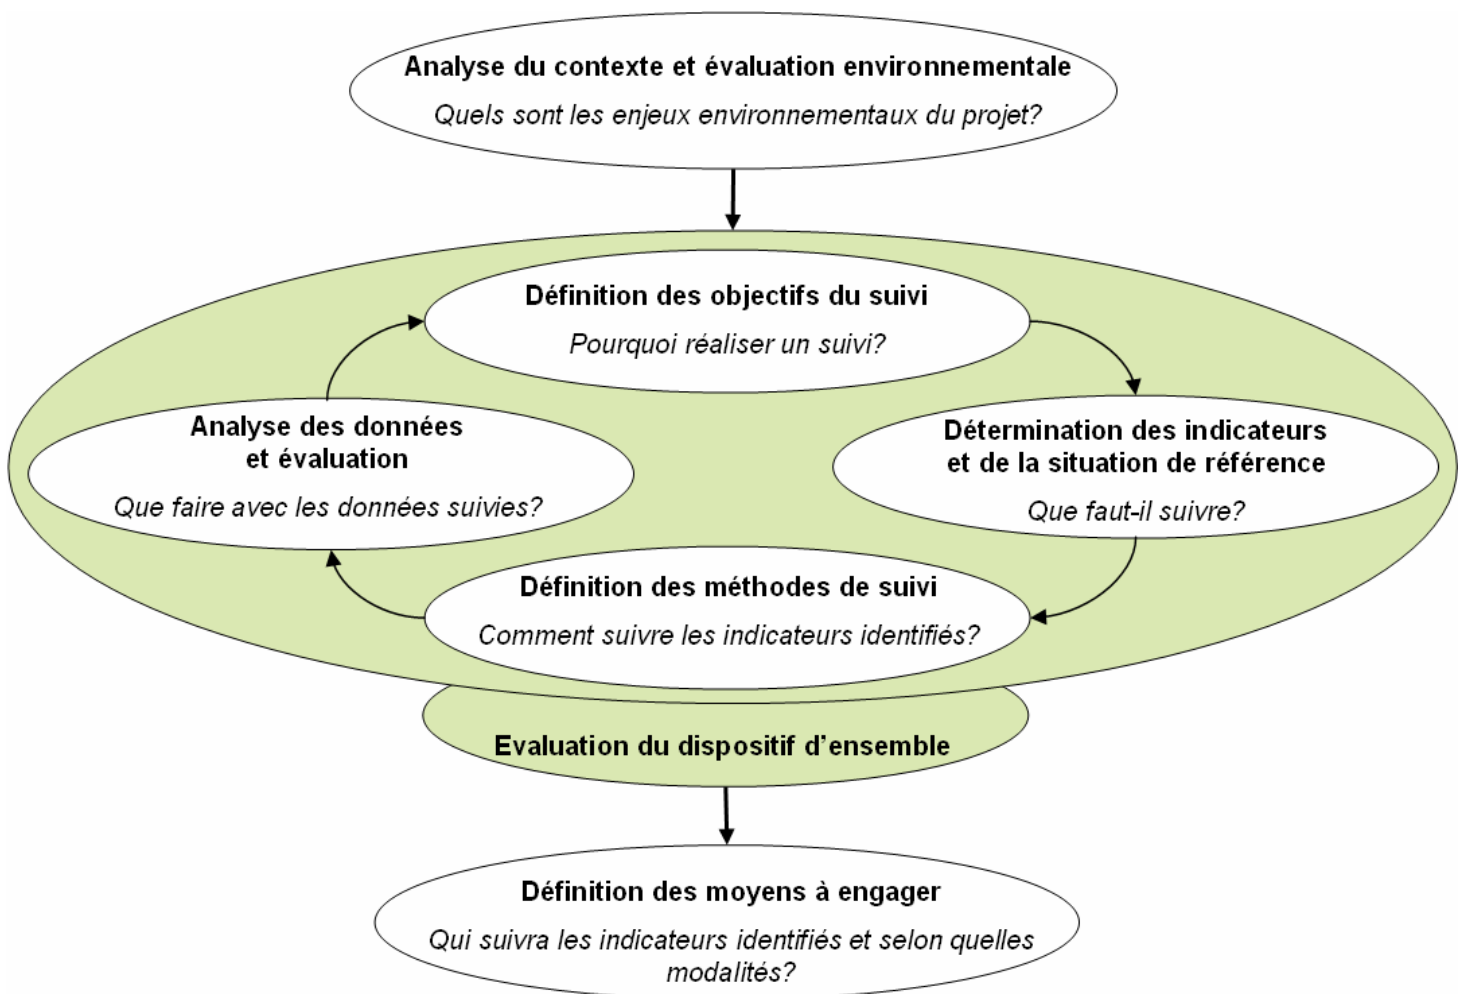 Analyse du contexte et évaluation environnementale
Quels sont les enjeux environnementaux du projet?
Définition des objectifs du suivi
Pourquoi réaliser un suivi?
Analyse des données
et évaluation
Que faire avec les données suivies?
Détermination des indicateurs
et de la situation de référence
Que faut-il suivre?
Définition des méthodes de suivi
Comment suivre les indicateurs identifiés?
Evaluation du dispositif d’ensemble
Définition des moyens à engager
Qui suivra les indicateurs identifiés et selon quelles
modalités?